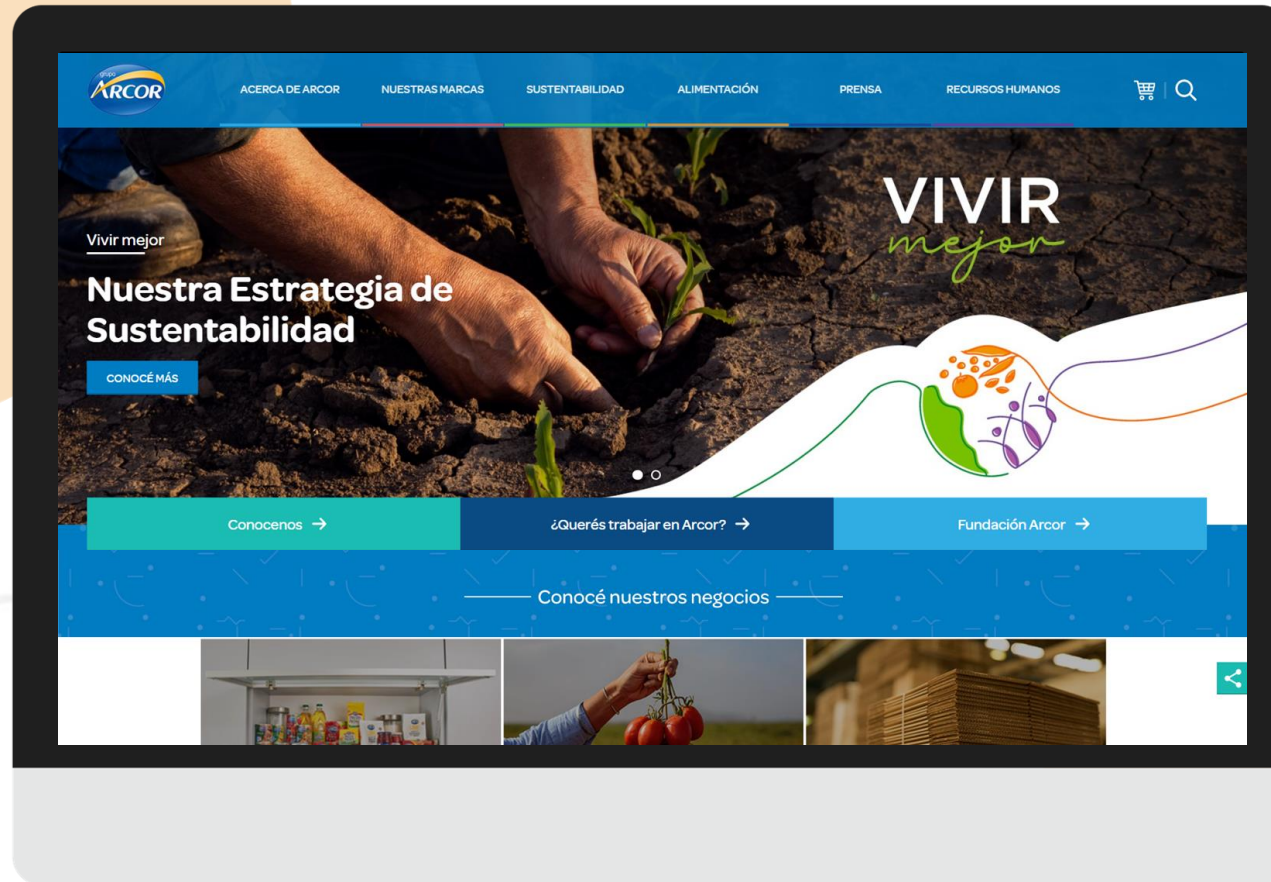 grupo
ARCOR
ACERCA DE ARCOR
NUESTRAS MARCAS
SUSTENTABILIDAD
ALIMENTACIÓN
PRENSA
RECURSOS HUMANOS
VIVIR
mejor
Vivir mejor
Nuestra Estrategia de
Sustentabilidad
CONOCÉ MÁS
Conocenos →
¿Querés trabajar en Arcor? →
Fundación Arcor →
Conocé nuestros negocios